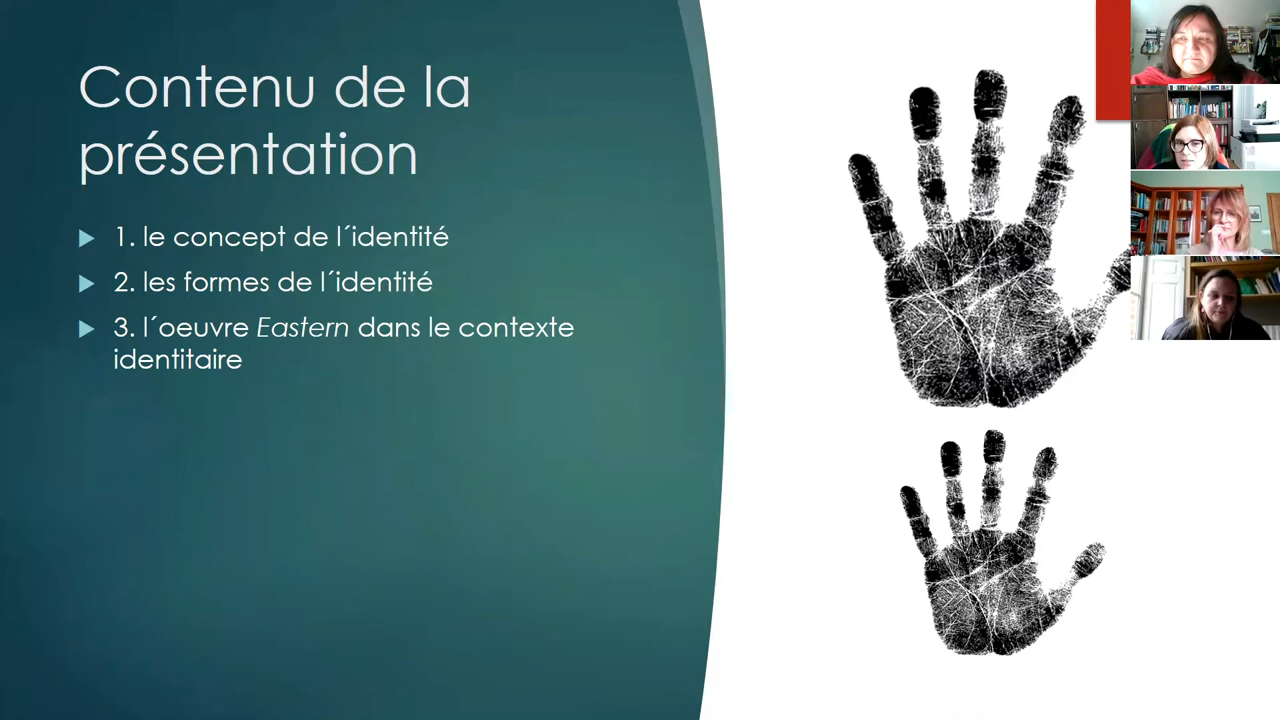 Contenu de la
présentation
1. le concept de l´identité
2. les formes de l´identité
3. l´oeuvre Eastern dans le contexte
identitaire